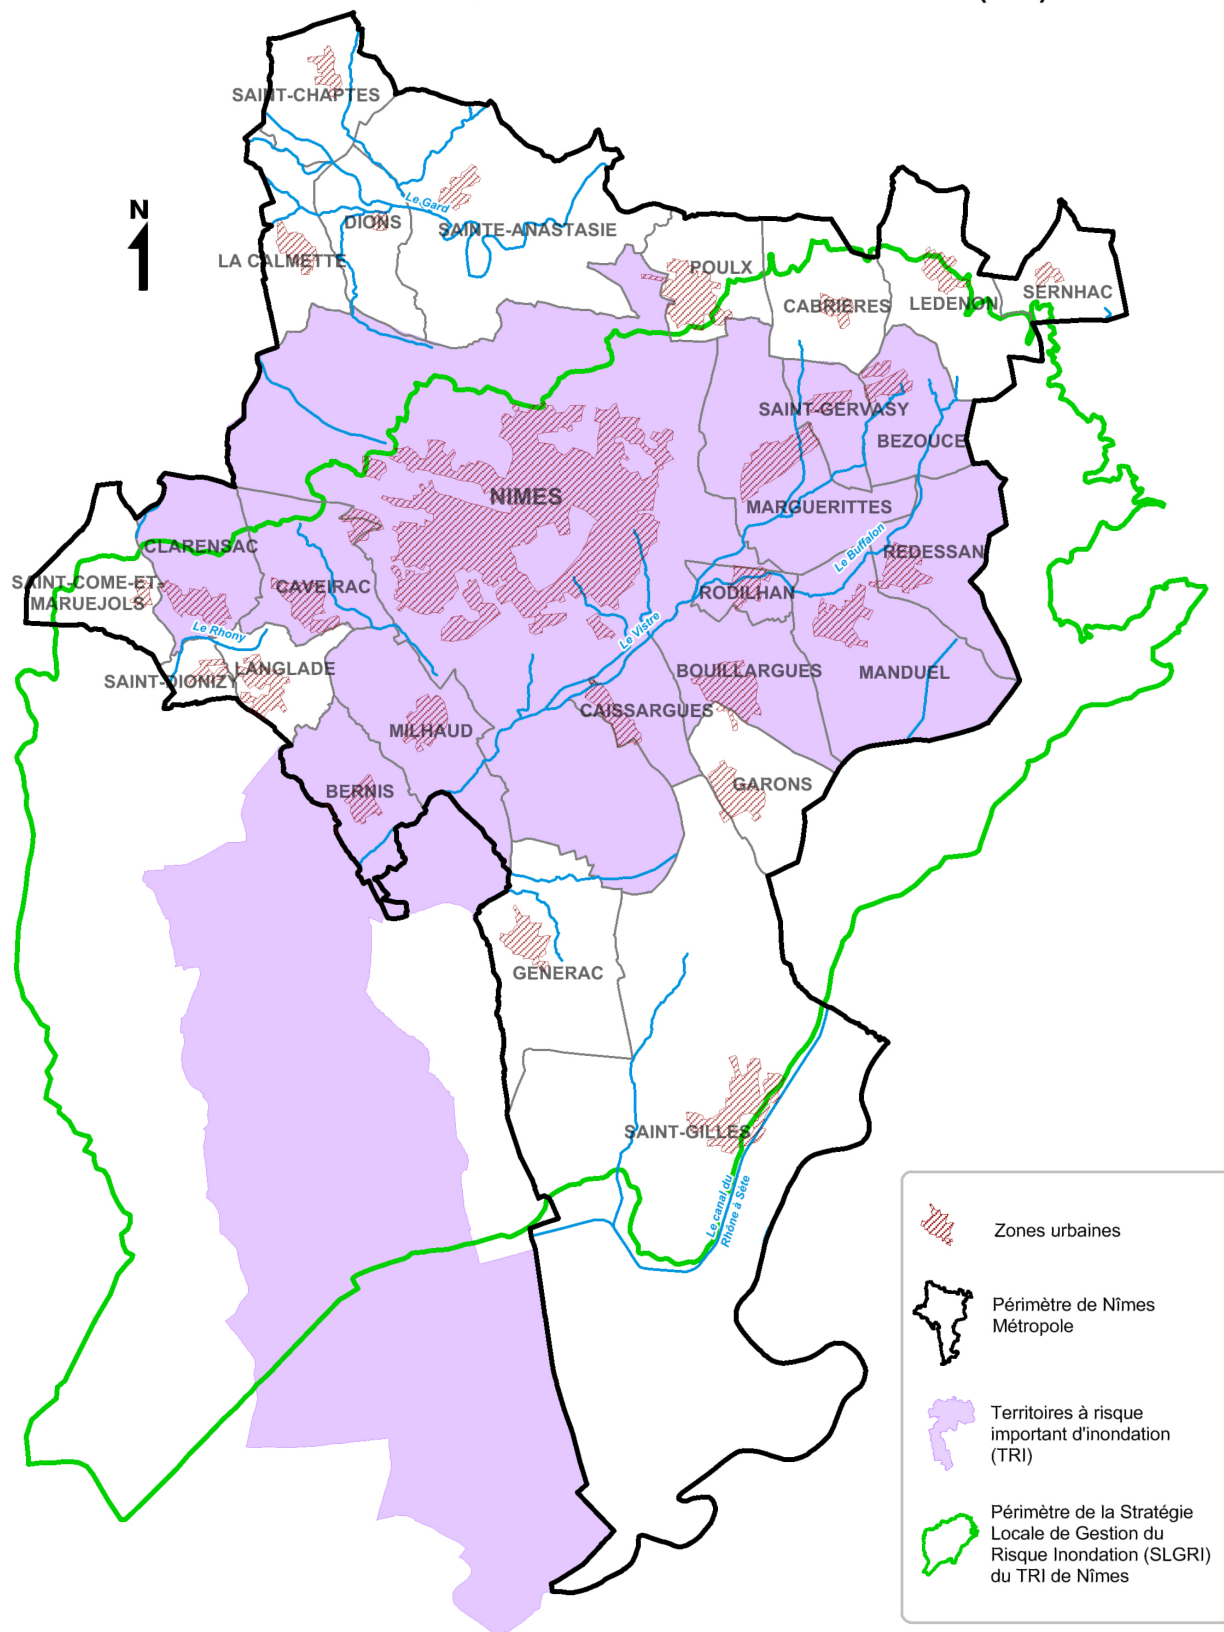 SAINT-CHAPTES
N
Le Gard
DIONS
SAINTE-ANASTASIE
LA CALMETTE
POULX
CABRIERES
LEDENON
SERNHAC
SAINT-GERVASY
BEZOUCE
NIMES
MARGUERITTES
Le Buffalon
REDESSAN
CLARENSAC
CAVEIRAC
SAINT-COME-ET-
MARUEJOLS
RODILHAN
Le Rhony
Le Vistre
SAINT-DIONIZY
LANGLADE
BOUILLARGUES
MANDUEL
CAISSARGUES
MILHAUD
BERNIS
GARONS
GENERAC
SAINT-GILLES
Le canal du
Rhône à Sète
Zones urbaines
Périmètre de Nîmes
Métropole
Territoires à risque
important d'inondation
(TRI)
Périmètre de la Stratégie
Locale de Gestion du
Risque Inondation (SLGRI)
du TRI de Nîmes